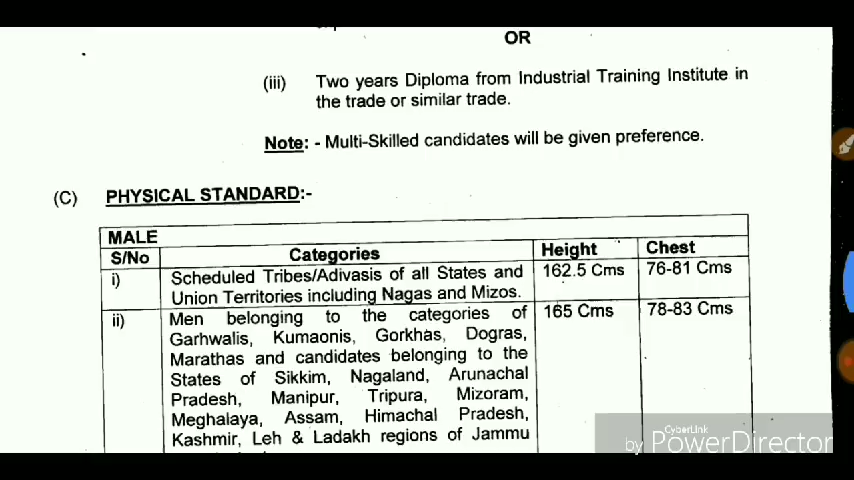 OR
(iii) Two years Diploma from Industrial Training Institute in
the trade or similar trade.
Note: - Multi-Skilled candidates will be given preference.
(C) PHYSICAL STANDARD:-
MALE
S/No Categories Height Chest
i) Scheduled Tribes/Adivasis of all States and 162.5 Cms 76-81 Cms
Union Territories including Nagas and Mizos.
ii) Men belonging to the categories of 165 Cms 78-83 Cms
Garhwalis, Kumaonis, Gorkhas, Dogras,
Marathas and candidates belonging to the
States of Sikkim, Nagaland, Arunachal
Pradesh, Manipur, Tripura, Mizoram,
Meghalaya, Assam, Himachal Pradesh,
Kashmir, Leh & Ladakh regions of Jammu
CyberLink
by PowerDirector